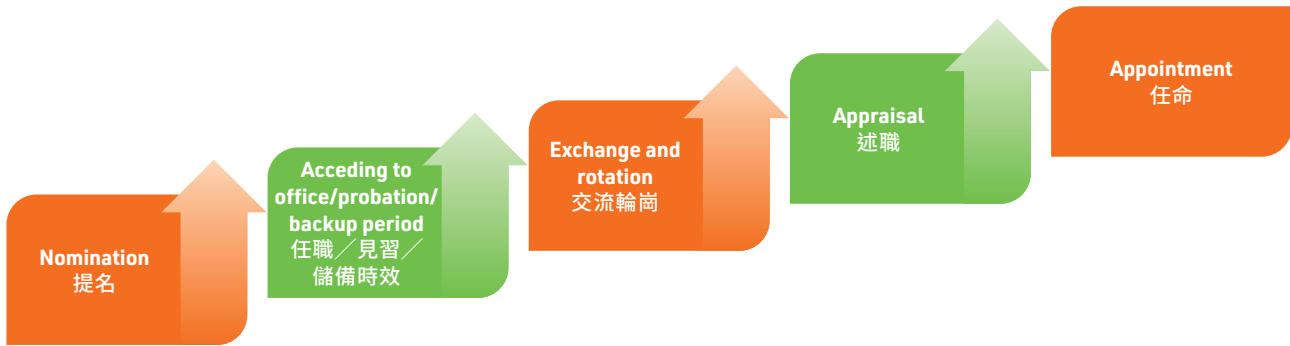 Nomination
提名
Acceding to
office/probation/
backup period
任職／見習／
儲備時效
Exchange and
rotation
交流輪崗
Appraisal
述職
Appointment
任命